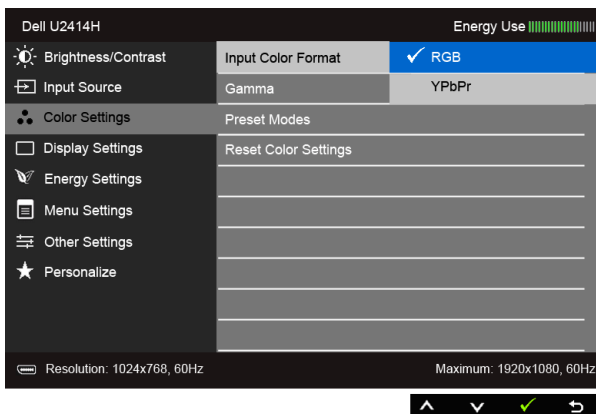 Dell U2414H Energy Use
Brightness/Contrast Input Color Format RGB
Input Source Gamma YPbPr
Color Settings Preset Modes
Display Settings Reset Color Settings
Energy Settings
Menu Settings
Other Settings
Personalize
Resolution: 1024x768, 60Hz Maximum: 1920x1080, 60Hz